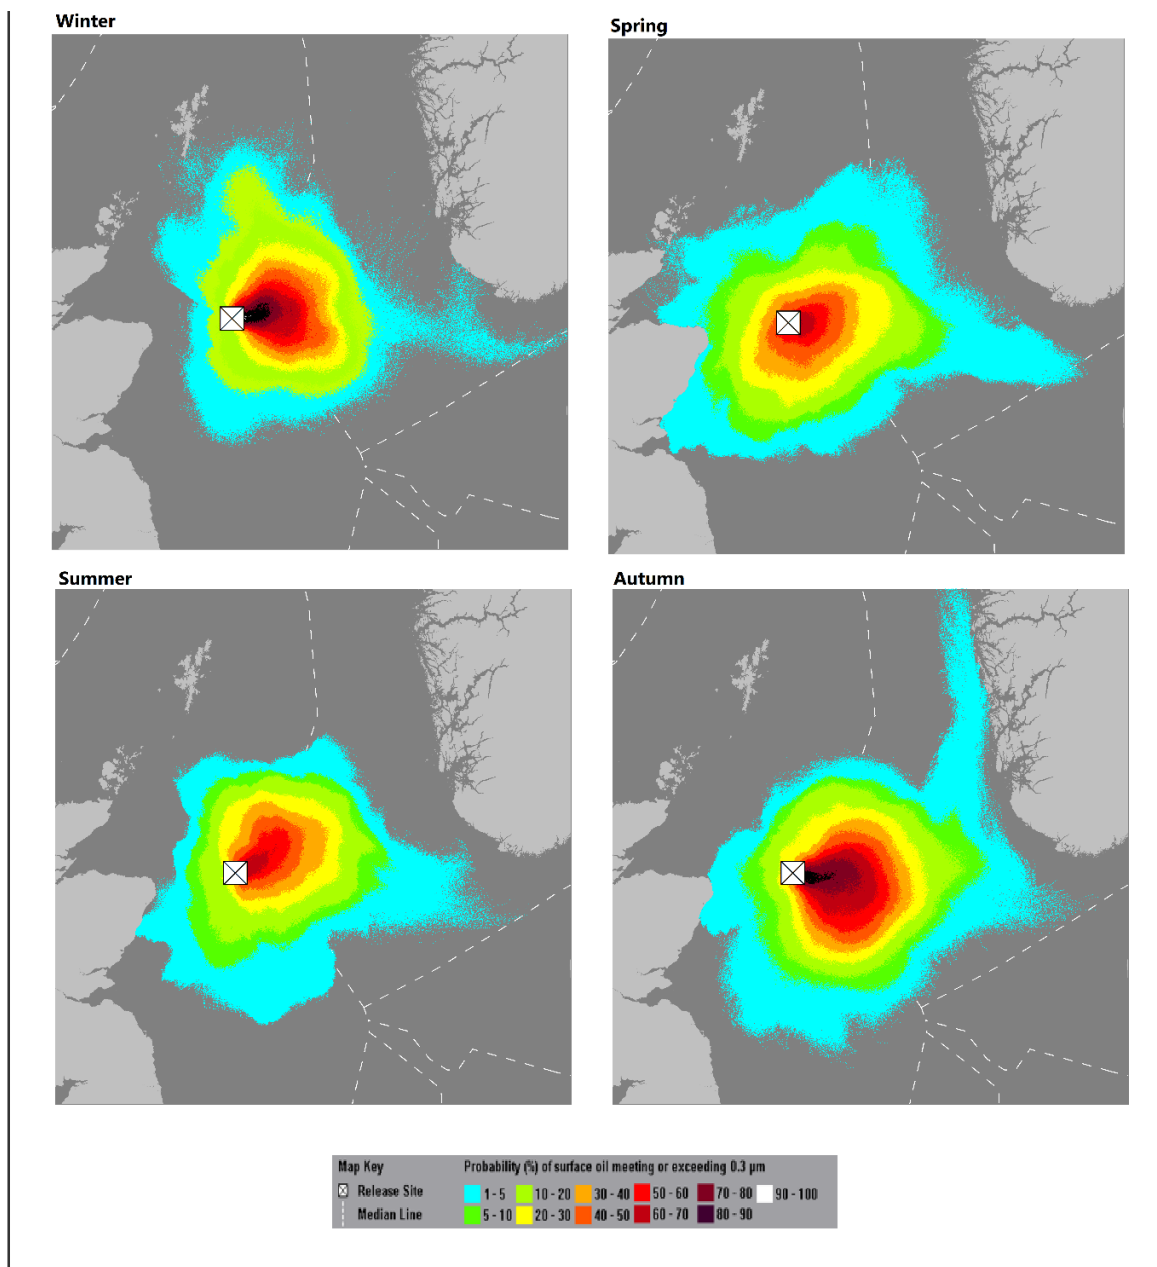 Winter
Spring
Summer
Autumn
Map Key
Probability (%) of surface oil meeting or exceeding 0.3 µm
Release Site
1 - 5
10 - 20
30 - 40
50 - 60
70 - 80
90 - 100
Median Line
5 - 10
20 - 30
40 - 50
60 - 70
80 - 90